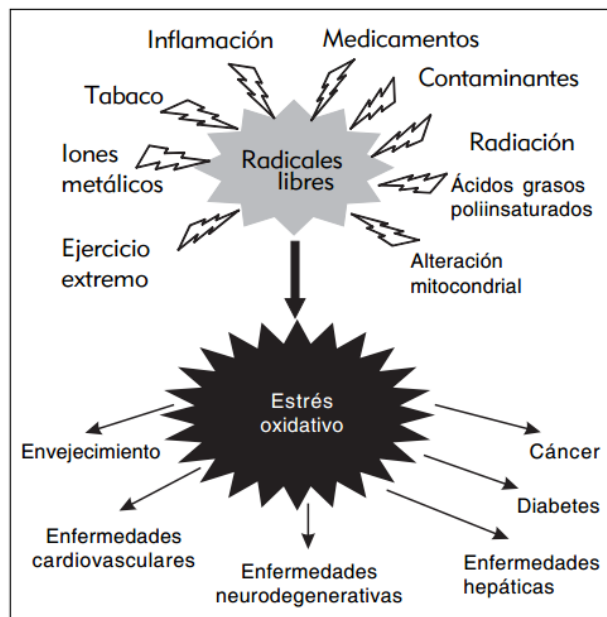 Inflamación
Medicamentos
Tabaco
Contaminantes
Iones
metálicos
Radicales
libres
Radiación
Ácidos grasos
poliinsaturados
Ejercicio
extremo
Alteración
mitocondrial
Estrés
oxidativo
Envejecimiento
Cáncer
Diabetes
Enfermedades
cardiovasculares
Enfermedades
neurodegenerativas
Enfermedades
hepáticas